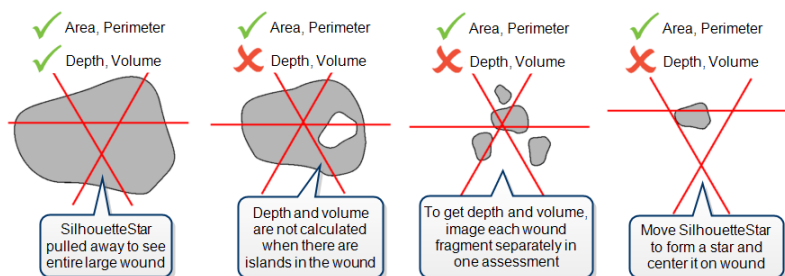 Area, Perimeter
Depth, Volume
SilhouetteStar
pulled away to see
entire large wound
Area, Perimeter
Depth, Volume
Depth and volume
are not calculated
when there are
islands in the wound
Area, Perimeter
Depth, Volume
To get depth and volume,
image each wound
fragment separately in
one assessment
Area, Perimeter
Depth, Volume
Move SilhouetteStar
to form a star and
center it on wound